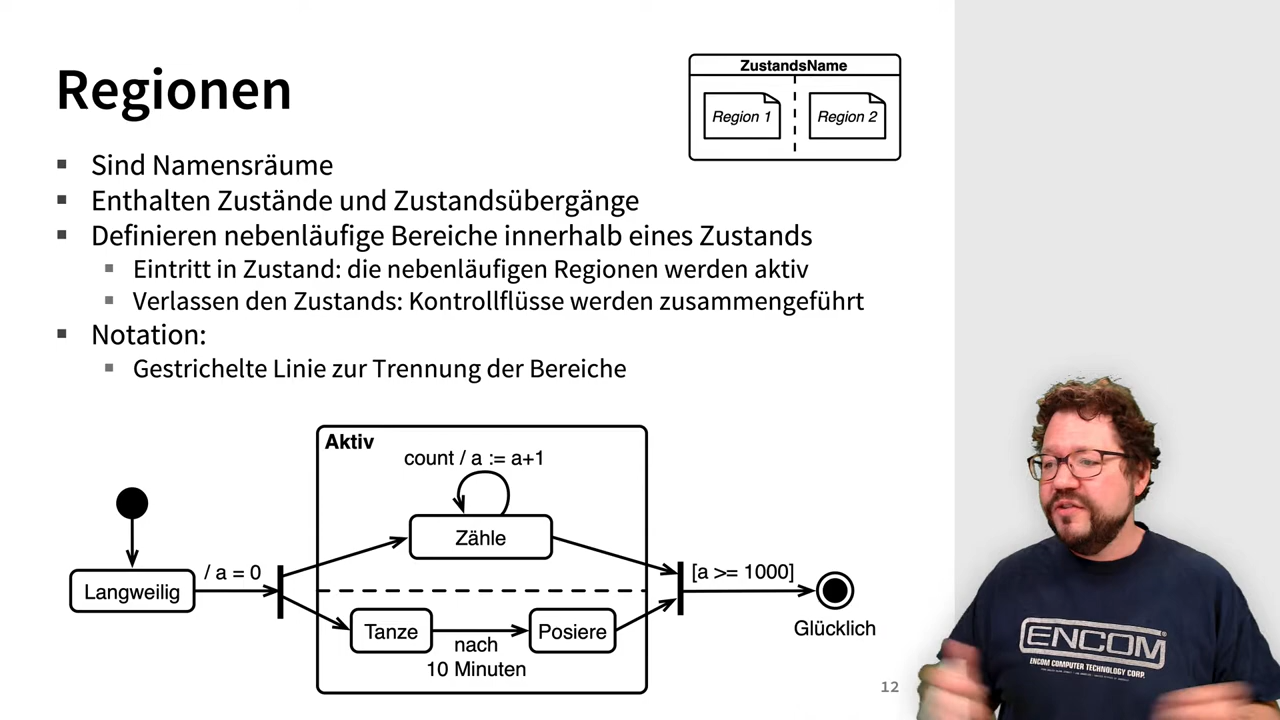 Regionen
ZustandsName
Region 1
Region 2
Sind Namensräume
Enthalten Zustände und Zustandsübergänge
Definieren nebenläufige Bereiche innerhalb eines Zustands
Eintritt in Zustand: die nebenläufigen Regionen werden aktiv
Verlassen den Zustands: Kontrollflüsse werden zusammengeführt
Notation:
Gestrichelte Linie zur Trennung der Bereiche
Aktiv
count / a := a+1
Zähle
Langweilig
/ a = 0
Tanze
nach
10 Minuten
Posiere
[a >= 1000]
Glücklich
ENCOM
ENCOM COMPUTER TECHNOLOGY CORP.
12